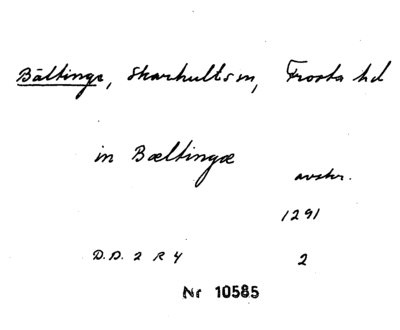 Bältinge, Skarhults sn, Frosta hd
in Bæltingæ
avskr.
1291
D.D. 2 R 4 2
Nr 10585